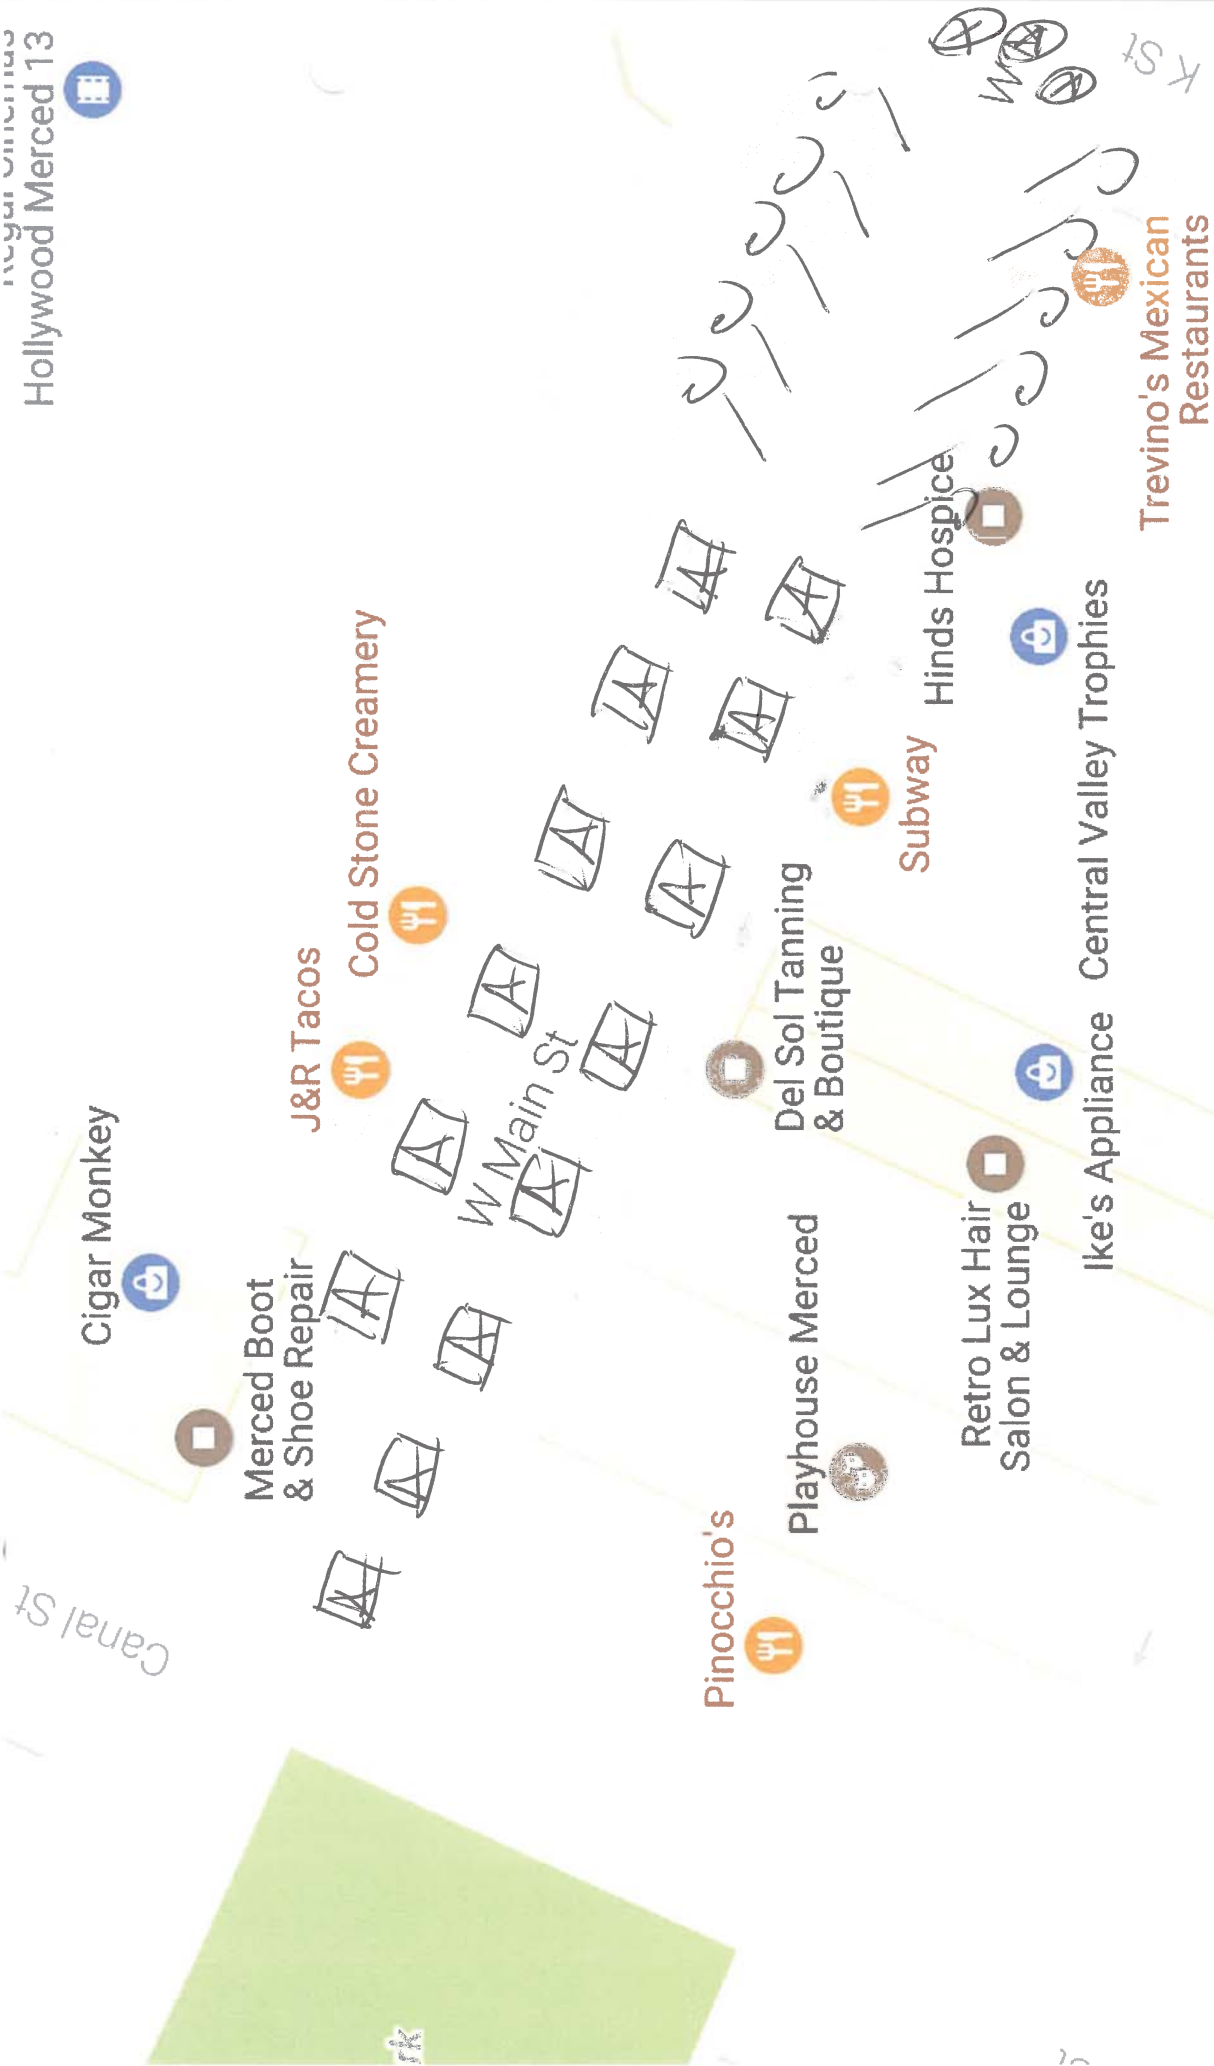 Hollywood Merced 13
K St
W
A
A
A
Trevino's Mexican
Restaurants
Hinds Hospice
Central Valley Trophies
Subway
Cold Stone Creamery
J&R Tacos
Del Sol Tanning
& Boutique
Ike's Appliance
W Main St
Cigar Monkey
Merced Boot
& Shoe Repair
Playhouse Merced
Retro Lux Hair
Salon & Lounge
Pinocchio's
Canal St
A
A
A
A
A
A
A
A
A
A
A
A
A
A
rk